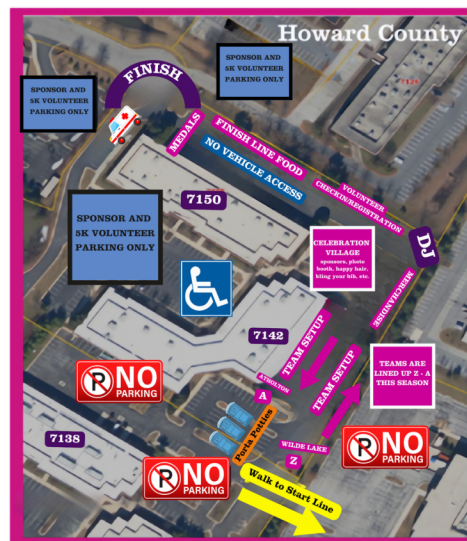 Howard County
FINISH
SPONSOR AND
5K VOLUNTEER
PARKING ONLY
SPONSOR AND
5K VOLUNTEER
PARKING ONLY
MEDALS
FINISH LINE FOOD
NO VEHICLE ACCESS
VOLUNTEER
CHECKIN/REGISTRATION
7150
SPONSOR AND
5K VOLUNTEER
PARKING ONLY
CELEBRATION
VILLAGE
sponsors, photo
booth, happy hair,
bling your bib, etc.
DJ
MERCHANDISE
7142
TEAM SETUP
TEAM SETUP
TEAMS ARE
LINED UP Z - A
THIS SEASON
ATHOLTON
A
P NO
PARKING
7138
Porta Potties
WILDE LAKE
Z
P NO
PARKING
P NO
PARKING
Walk to Start Line